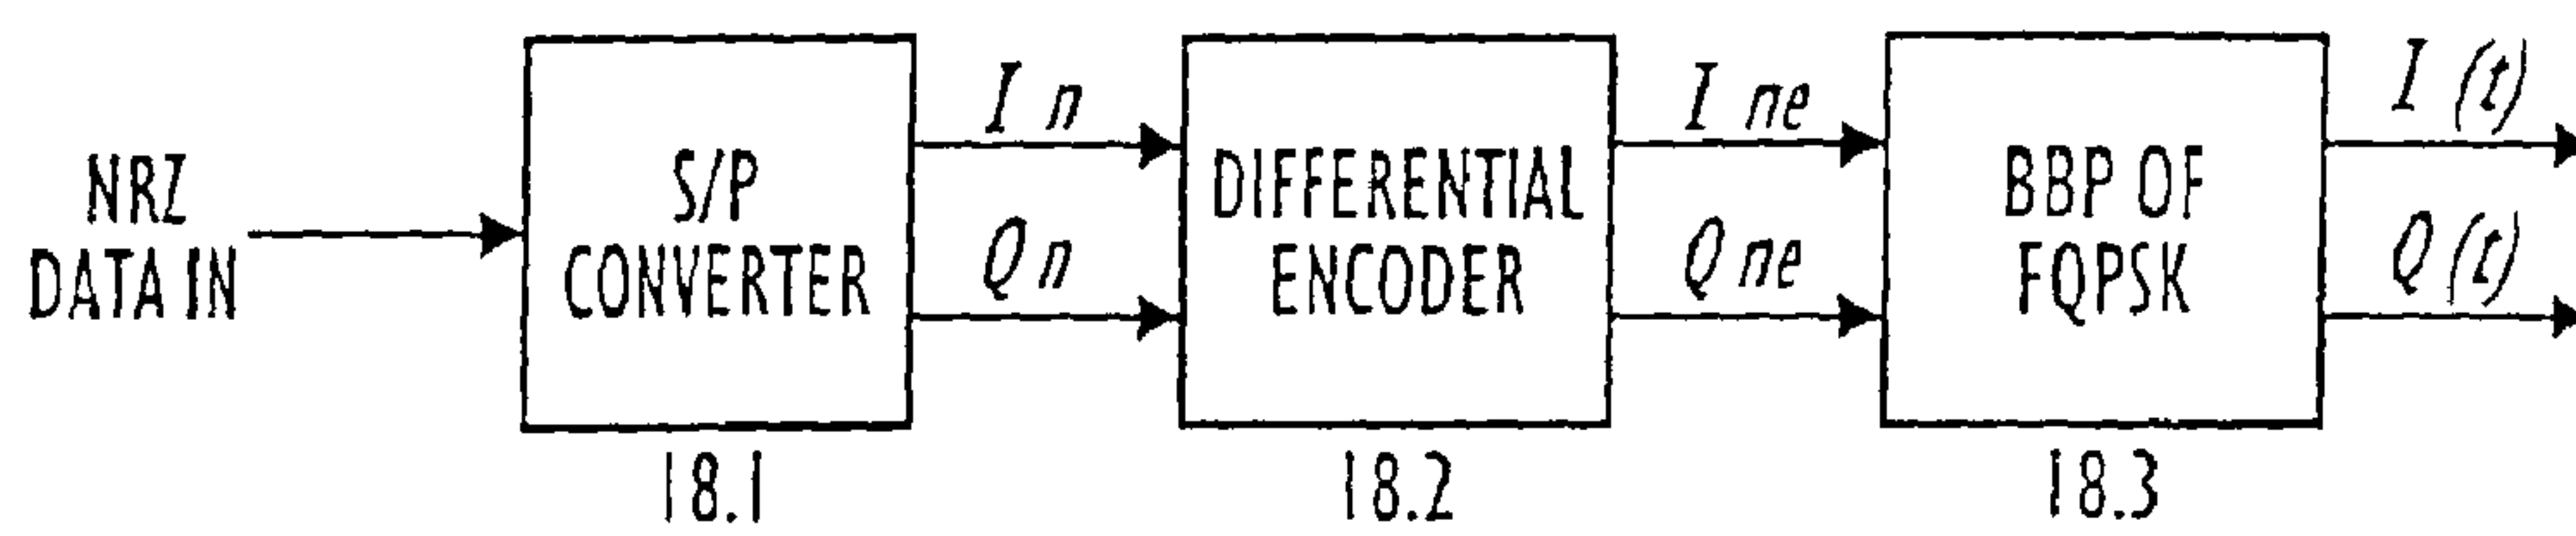 NRZ
DATA IN
S/P
CONVERTER
18.1
I n
Q n
DIFFERENTIAL
ENCODER
18.2
I ne
Q ne
BBP OF
FQPSK
18.3
I (t)
Q (t)